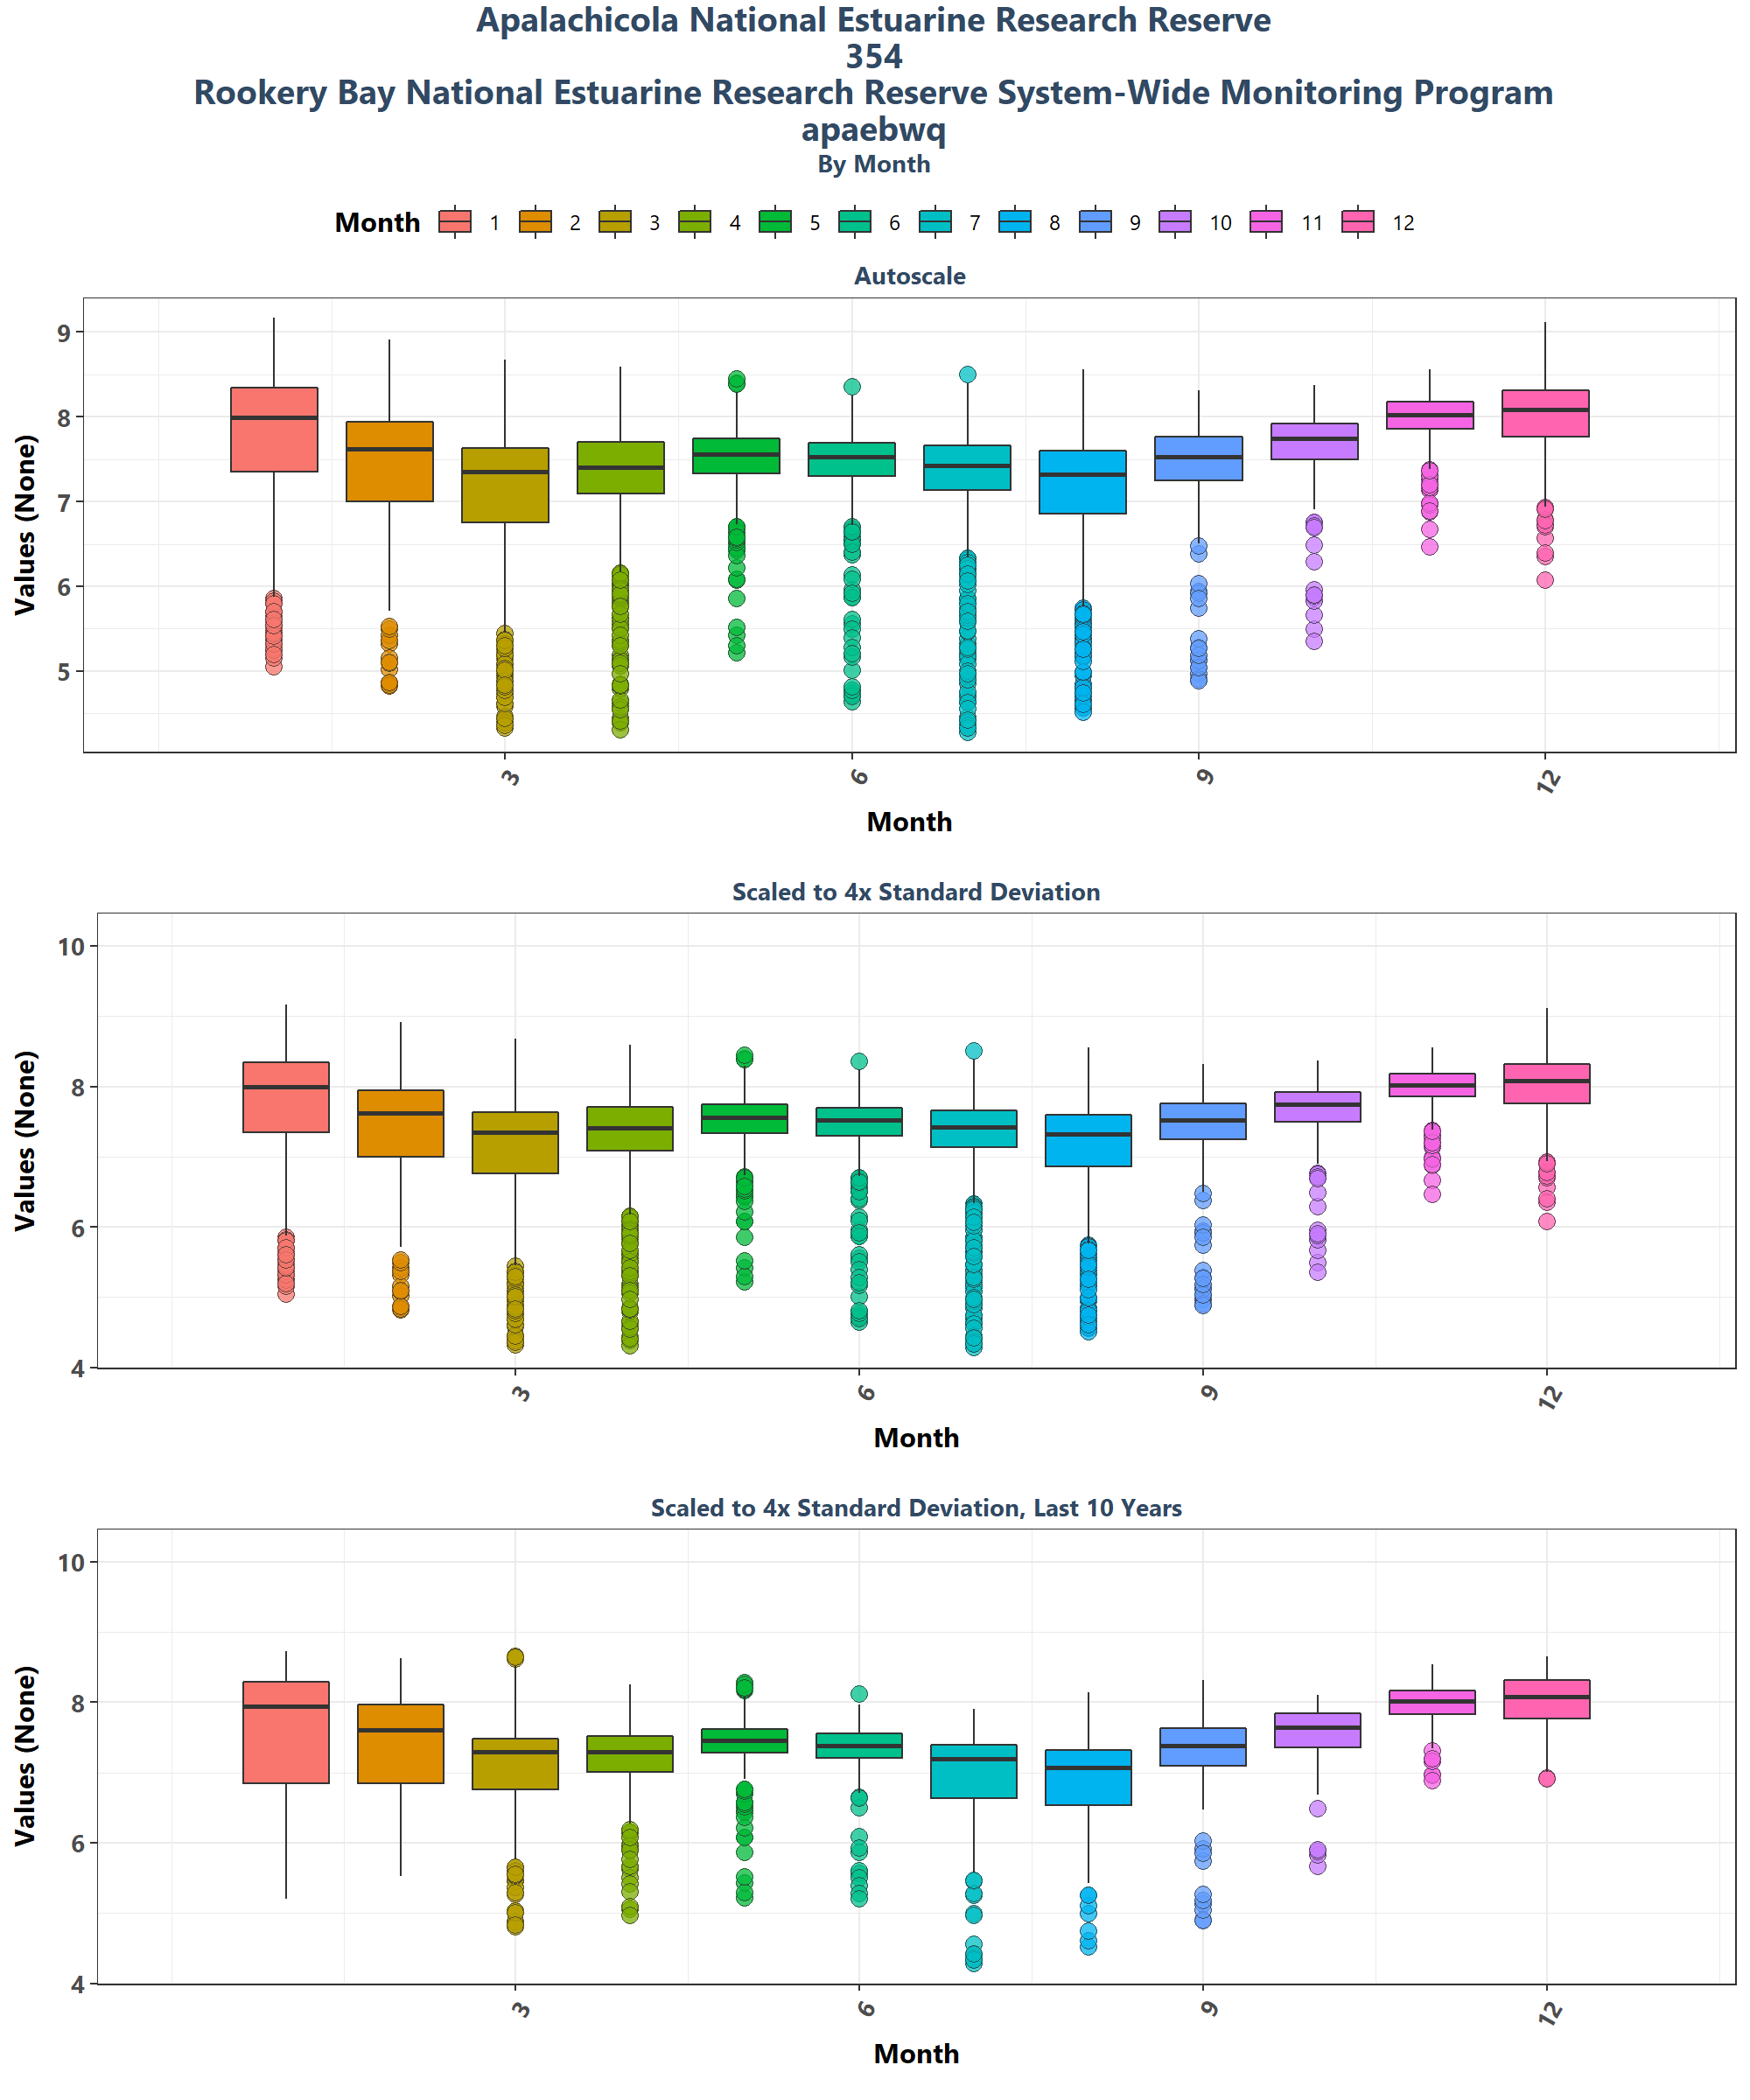 Apalachicola National Estuarine Research Reserve
354
Rookery Bay National Estuarine Research Reserve System-Wide Monitoring Program
apaebwq
By Month
Month 1 2 3 4 5 6 7 8 9 10 11 12
Autoscale
Values (None)
9
8
7
6
5
3 6 9 12
Month
Scaled to 4x Standard Deviation
Values (None)
10
8
6
4
3 6 9 12
Month
Scaled to 4x Standard Deviation, Last 10 Years
Values (None)
10
8
6
4
3 6 9 12
Month